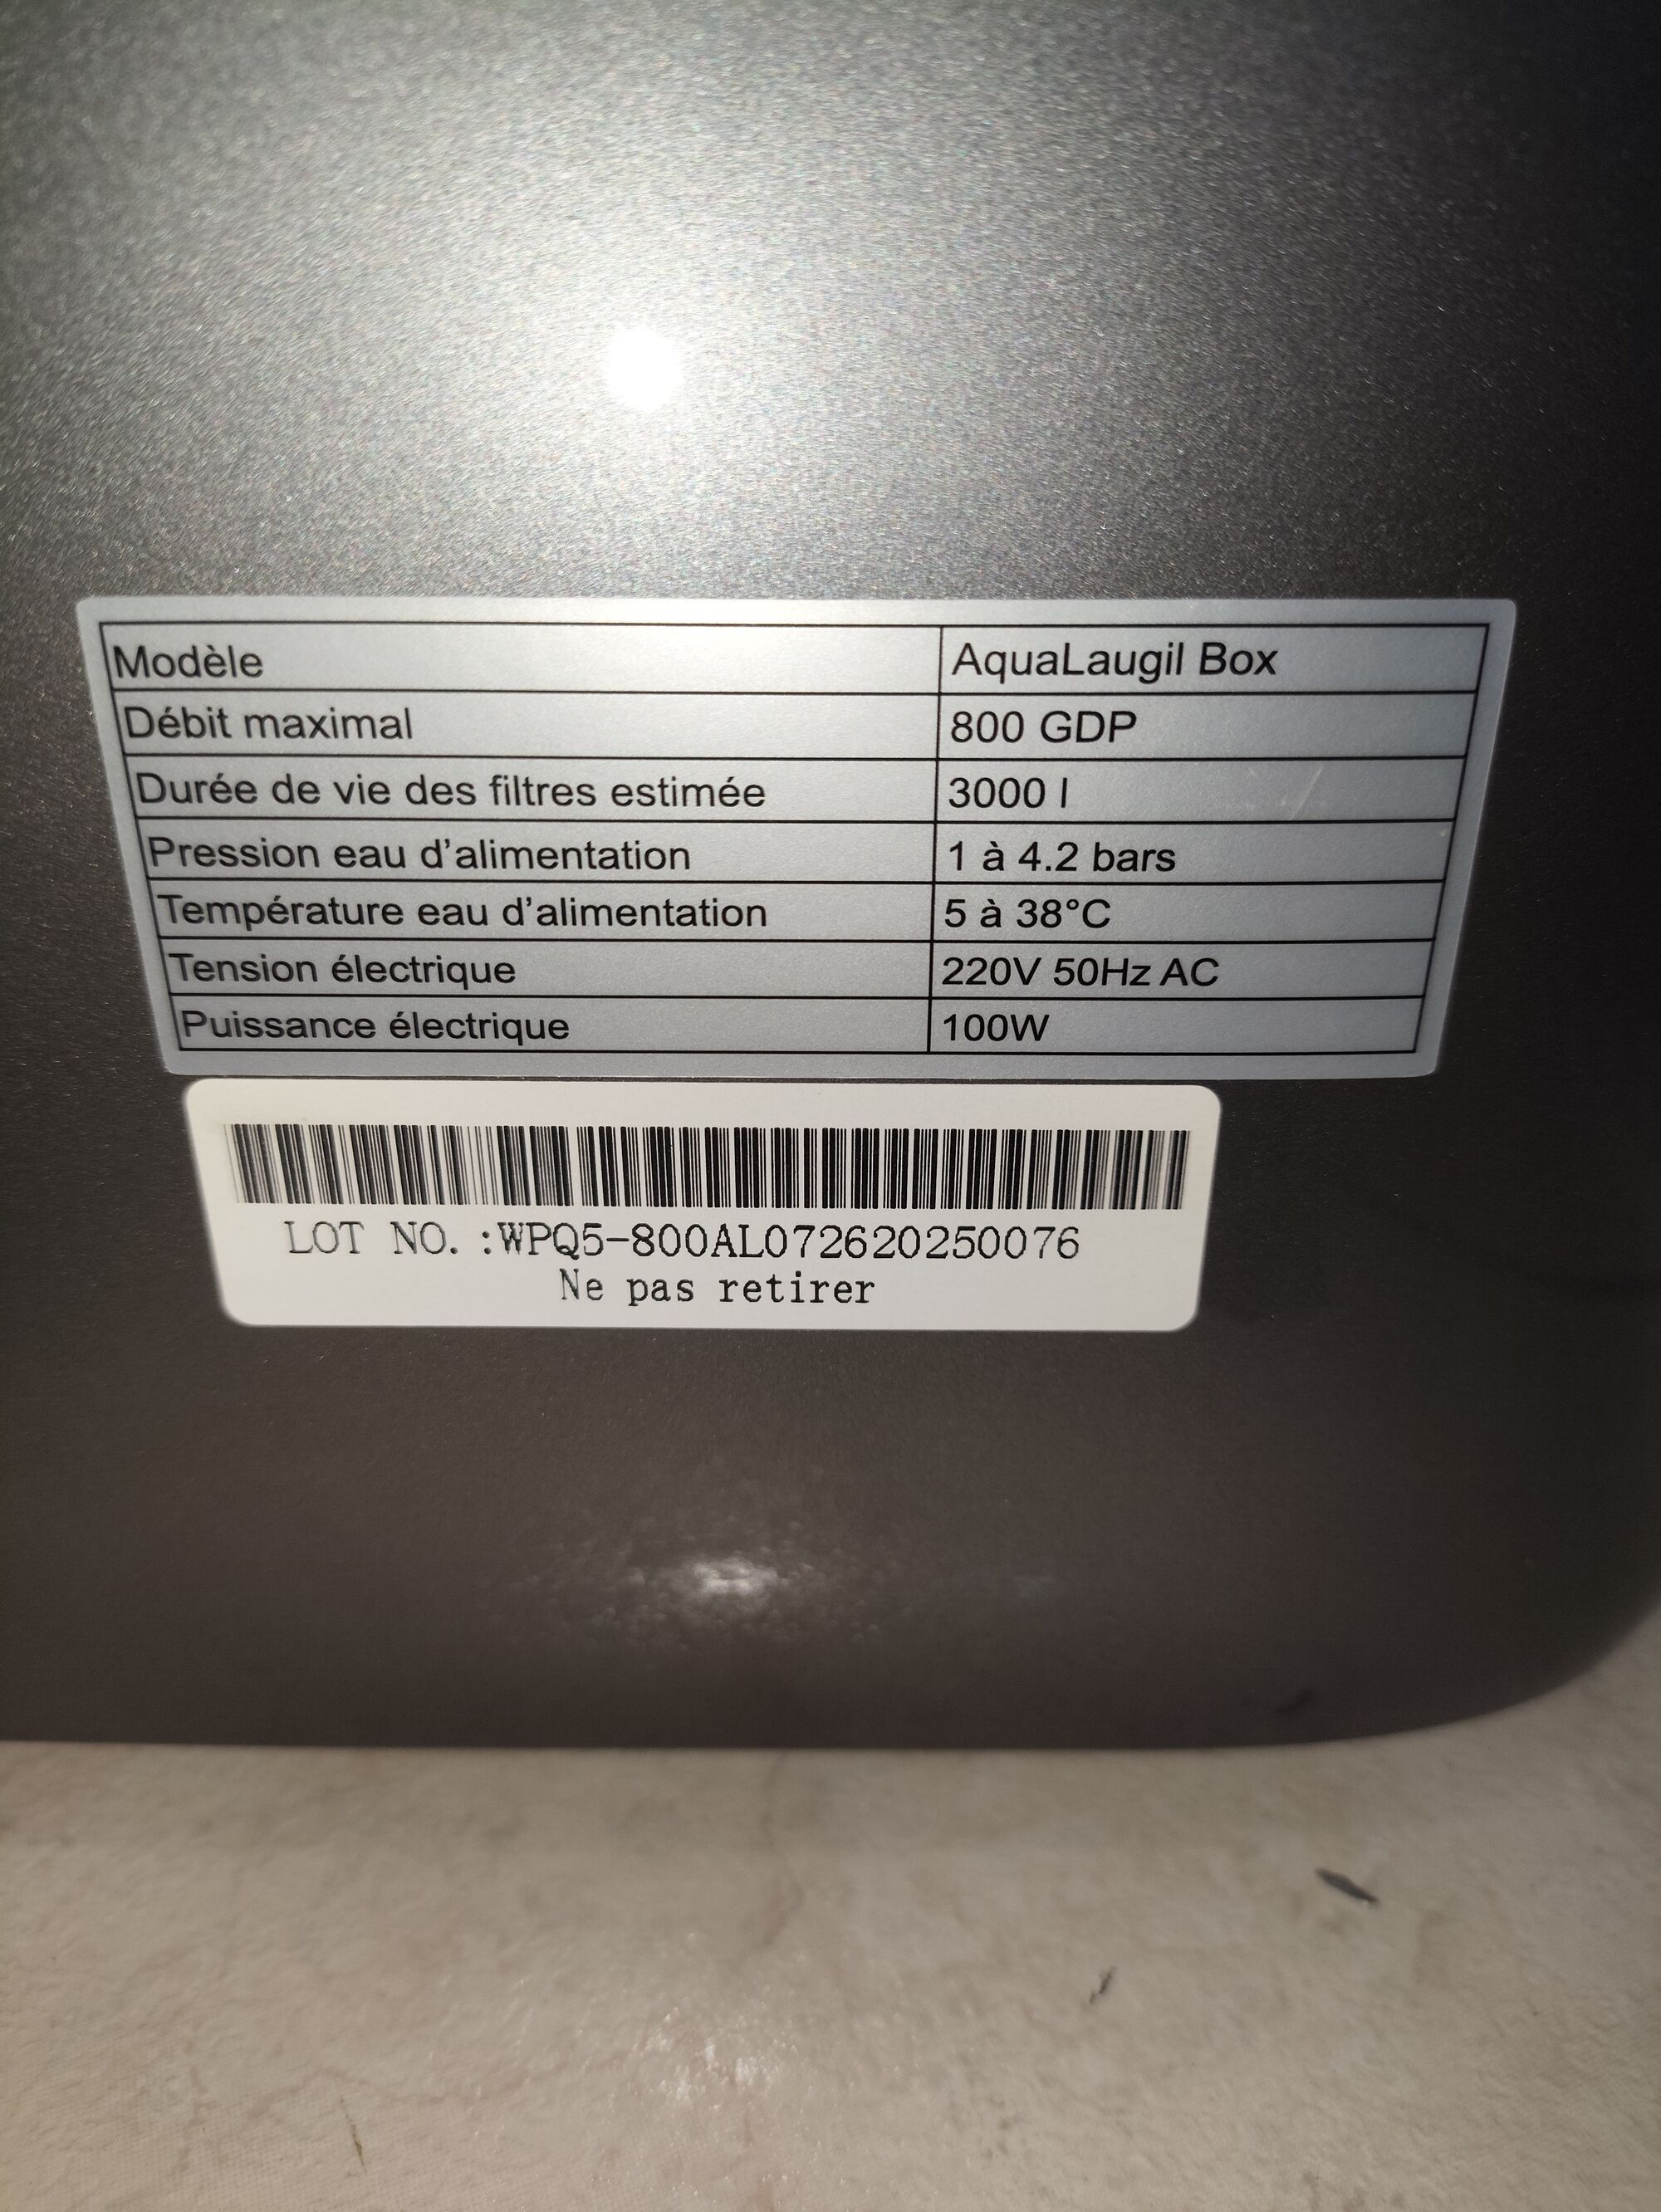 Modèle AquaLaugil Box
Débit maximal 800 GDP
Durée de vie des filtres estimée 3000 l
Pression eau d'alimentation 1 à 4.2 bars
Température eau d'alimentation 5 à 38°C
Tension électrique 220V 50Hz AC
Puissance électrique 100W
LOT NO. :WPQ5-800AL072620250076
Ne pas retirer